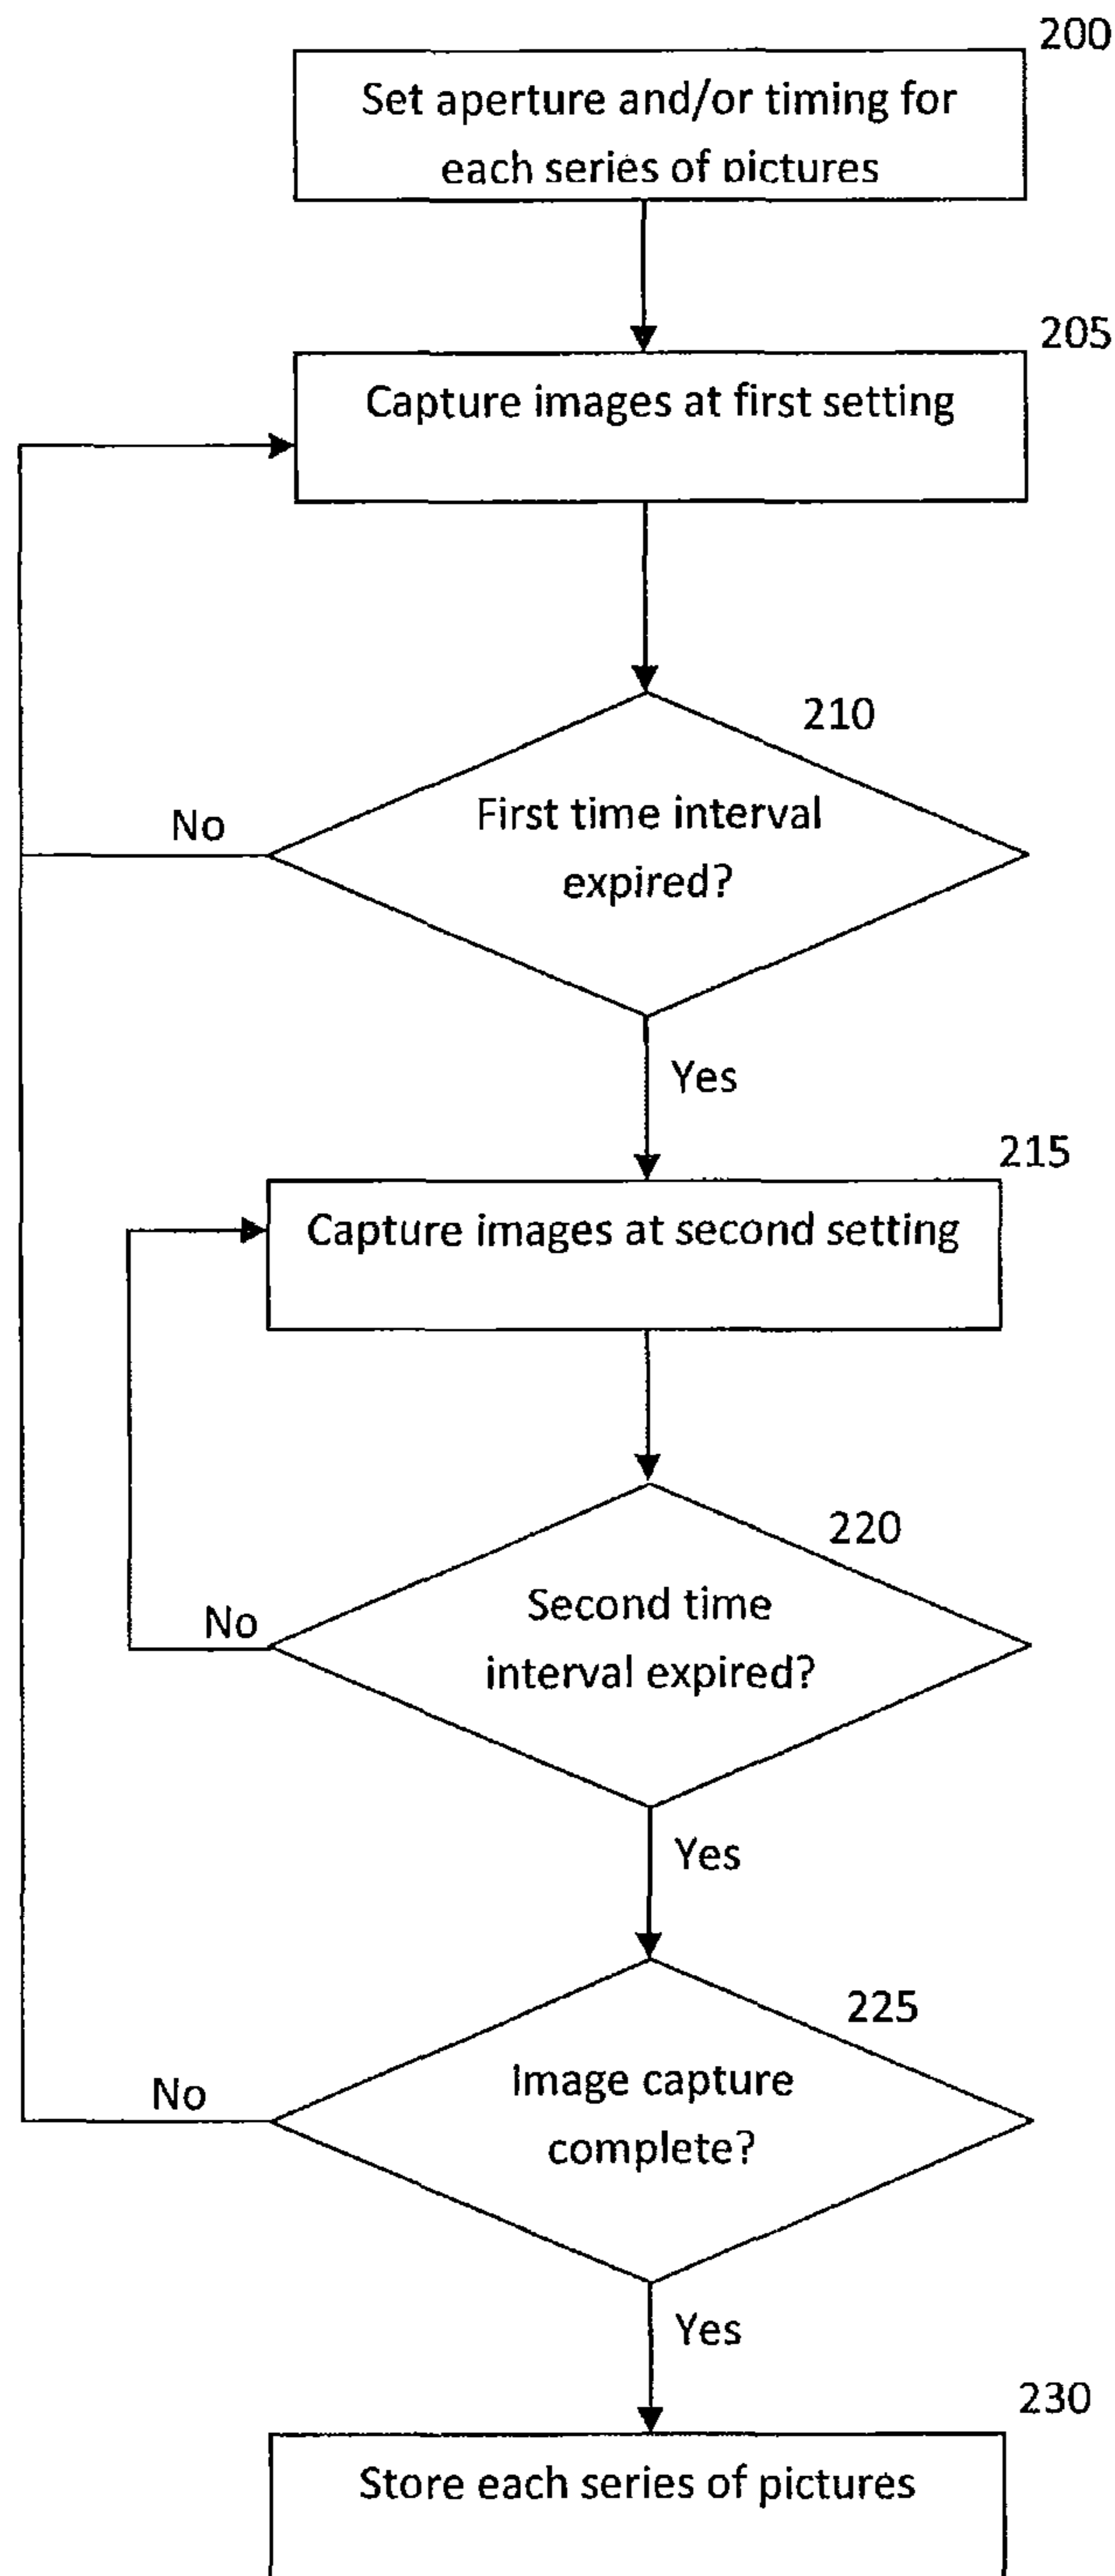 200
Set aperture and/or timing for
each series of pictures
205
Capture images at first setting
210
First time interval
expired?
No
Yes
215
Capture images at second setting
220
Second time
interval expired?
No
Yes
225
Image capture
complete?
No
Yes
230
Store each series of pictures